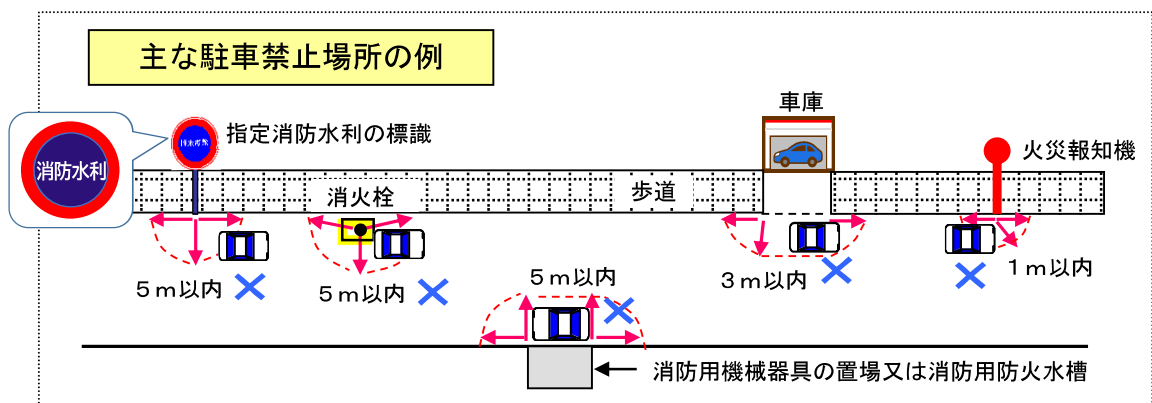 主な駐車禁止場所の例
車庫
消防水利
指定消防水利の標識
火災報知機
消火栓
歩道
５ｍ以内
５ｍ以内
５ｍ以内
３ｍ以内
１ｍ以内
消防用機械器具の置場又は消防用防火水槽